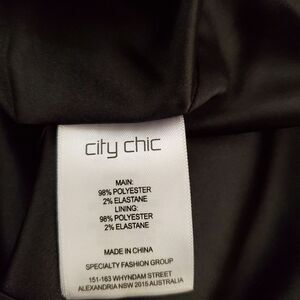 city chic
MAIN:
98% POLYESTER
2% ELASTANE
LINING:
98% POLYESTER
2% ELASTANE
MADE IN CHINA
SPECIALTY FASHION GROUP
151-163 WHYNDAM STREET
ALEXANDRIA NSW 2015 AUSTRALIA